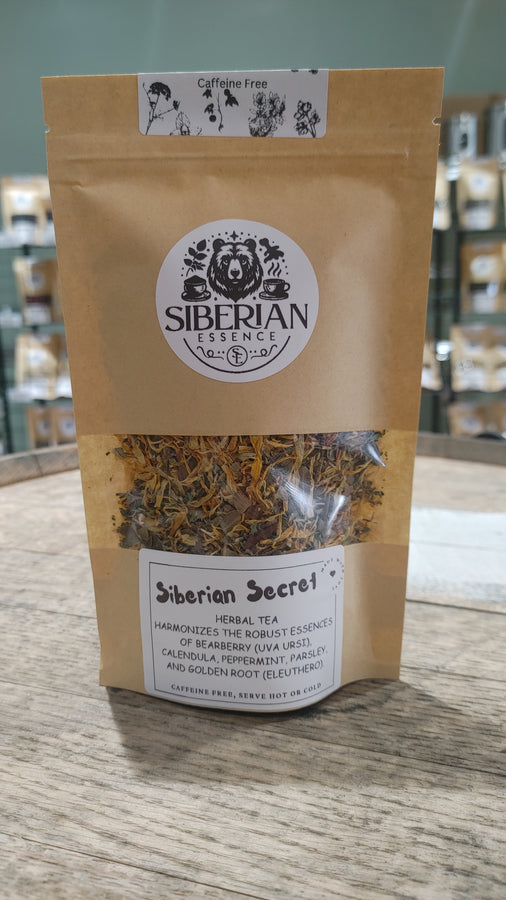 Caffeine Free
SIBERIAN
ESSENCE
Siberian Secret
HERBAL TEA
HARMONIZES THE ROBUST ESSENCES
OF BEARBERRY (UVA URSI),
CALENDULA, PEPPERMINT, PARSLEY,
AND GOLDEN ROOT (ELEUTHERO).
CAFFEINE FREE, SERVE HOT OR COLD